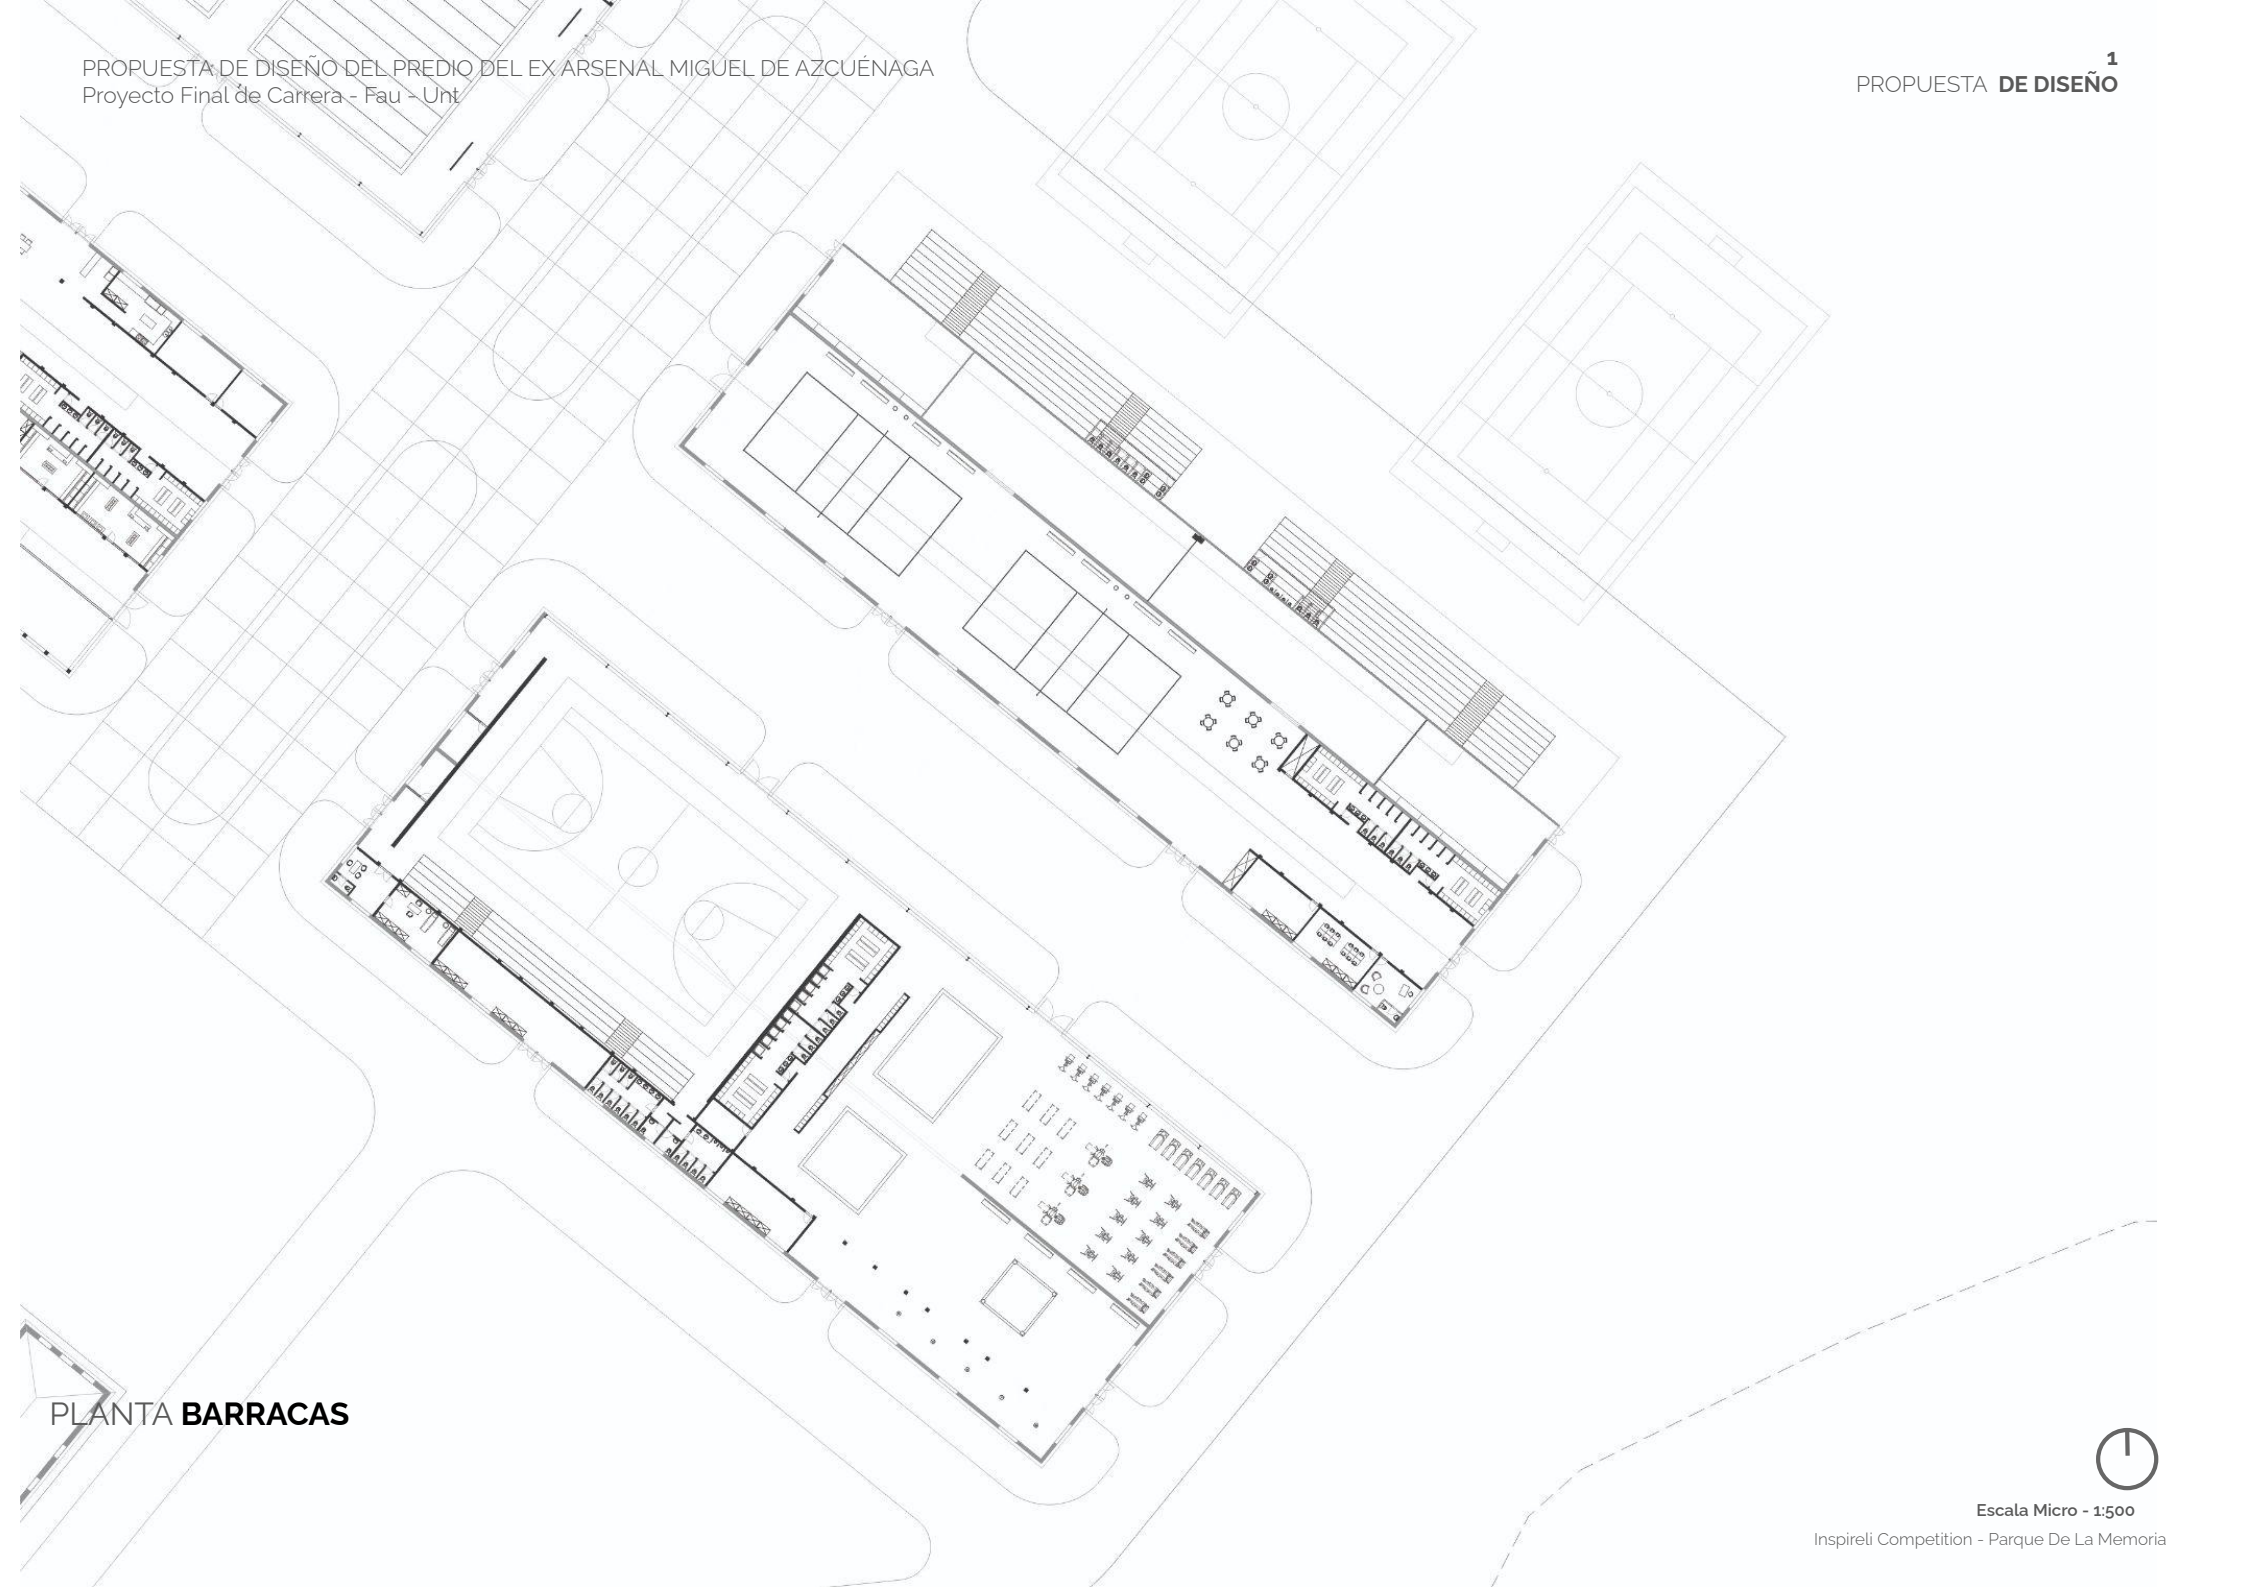 PROPUESTA DE DISEÑO DEL PREDIO DEL EX ARSENAL MIGUEL DE AZCUÉNAGA
Proyecto Final de Carrera - Fau - Unt
1
PROPUESTA DE DISEÑO
PLANTA BARRACAS
Escala Micro - 1:500
Inspireli Competition - Parque De La Memoria